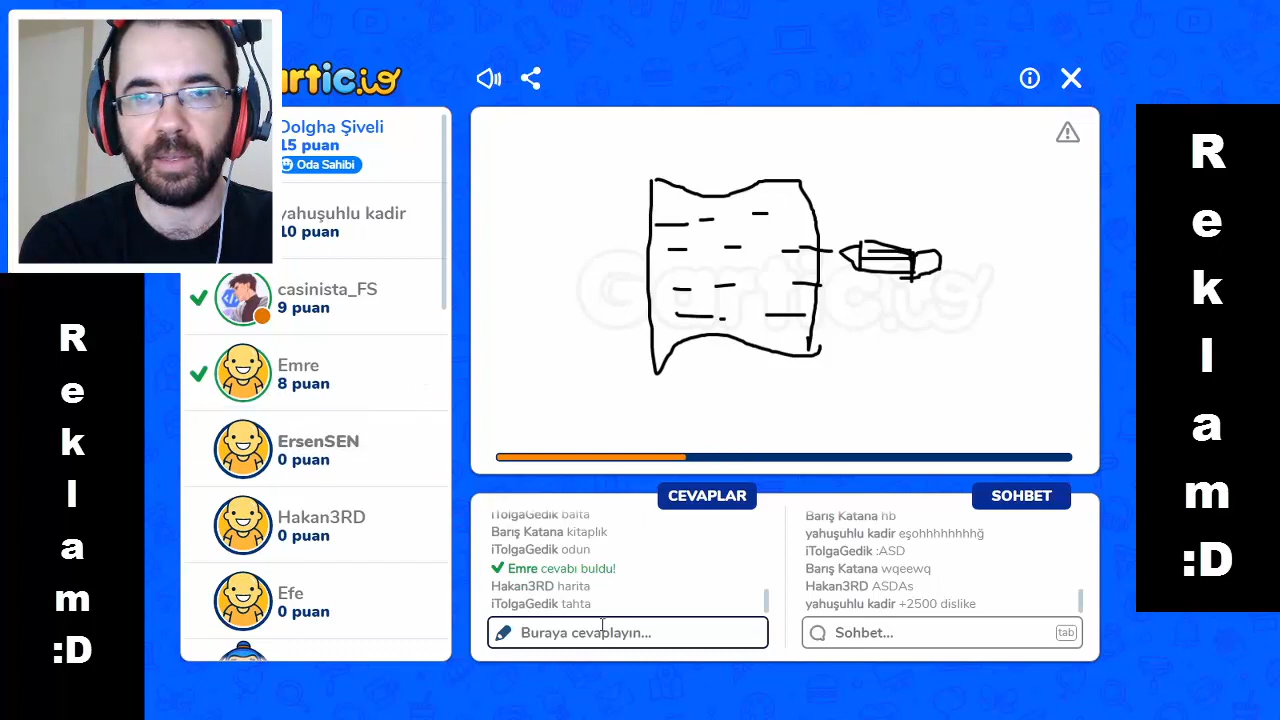 artic.io
Dolgha Şiveli
15 puan
Oda Sahibi
yahuşuhlu kadir
10 puan
casinista_FS
9 puan
Emre
8 puan
ErsenSEN
0 puan
Hakan3RD
0 puan
Efe
0 puan
R
e
k
l
a
m
:D
Gartic.io
CEVAPLAR
iTolgaGedik balta
Barış Katana kitaplık
iTolgaGedik odun
Emre cevabı buldu!
Hakan3RD harita
iTolgaGedik tahta
Buraya cevaplayın...
SOHBET
Barış Katana hb
yahuşuhlu kadir eşohhhhhhhhğ
iTolgaGedik :ASD
Barış Katana wqeewq
Hakan3RD ASDAs
yahuşuhlu kadir +2500 dislike
Sohbet...
tab
R
e
k
l
a
m
:D